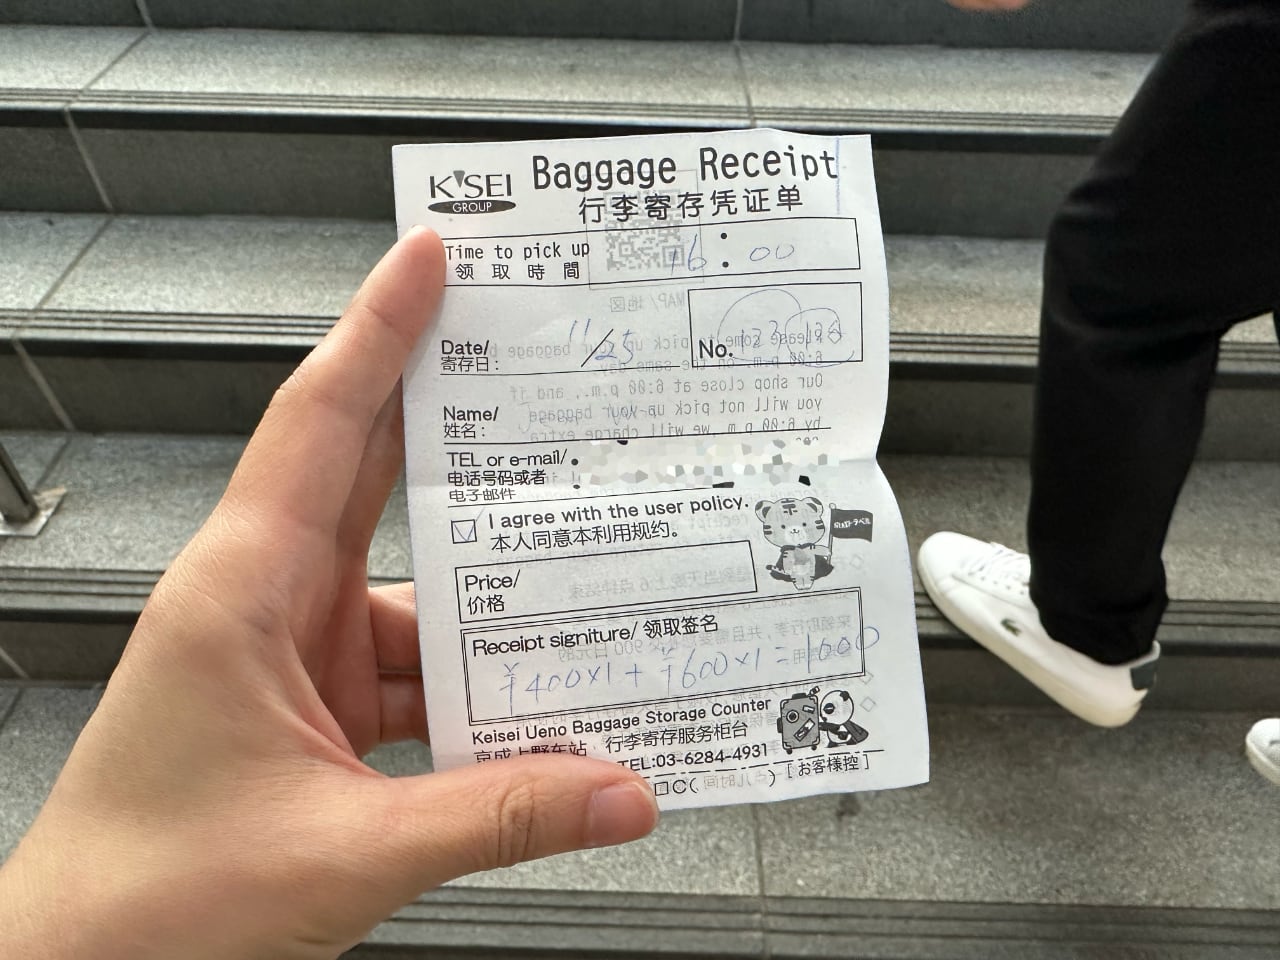 K'SEI
GROUP
Baggage Receipt
行李寄存凭证单
Time to pick up 16:00
领取時間
Date/ 11/25
寄存日:
No. 123 126
Name/
姓名:
TEL or e-mail/
电话号码或者
电子邮件
I agree with the user policy.
本人同意本利用规约。
Price/
价格
Receipt signiture/ 领取签名
¥400×1 + ¥600×1 = 1000
Keisei Ueno Baggage Storage Counter
京成上野车站 行李寄存服务柜台
TEL:03-6284-4931
□C( ) [お客様控]